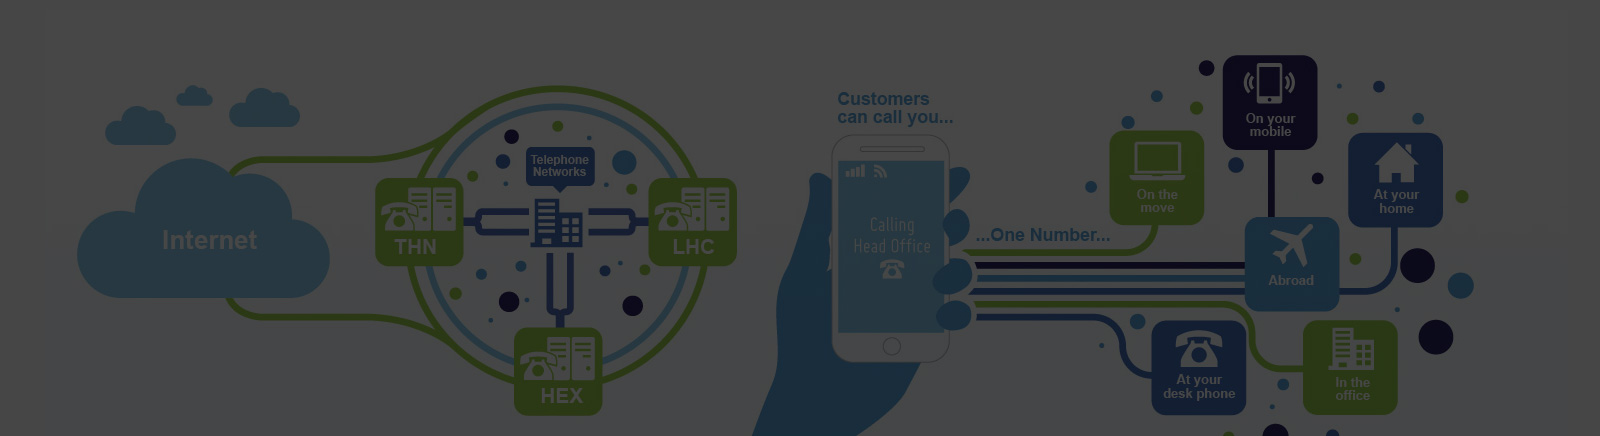 Internet
Telephone
Networks
THN
LHC
HEX
Customers
can call you...
Calling
Head Office
...One Number...
On the
move
On your
mobile
At your
home
Abroad
At your
desk phone
In the
office